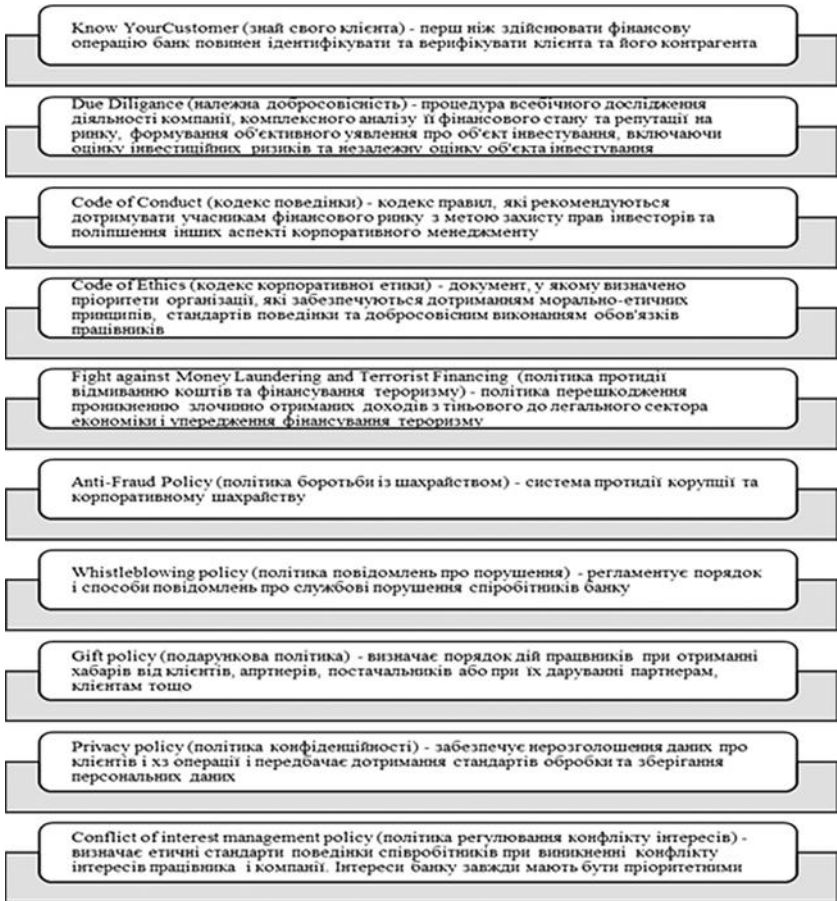 Know YourCustomer (знай свого клієнта) - перш ніж здійснювати фінансову
операцію банк повинен ідентифікувати та верифікувати клієнта та його контрагента
Due Diligance (належна добросовісність) - процедура всебічного дослідження
діяльності компанії, комплексного аналізу її фінансового стану та репутації на
ринку, формування об'єктивного уявлення про об'єкт інвестування, включаючи
оцінку інвестиційних ризиків та незалежну оцінку об'єкта інвестування
Code of Conduct (кодекс поведінки) - кодекс правил, які рекомендуються
дотримувати учасникам фінансового ринку з метою захисту прав інвесторів та
поліпшення інших аспекті корпоративного менеджменту
Code of Ethics (кодекс корпоративної етики) - документ, у якому визначено
пріоритети організації, які забезпечуються дотриманням морально-етичних
принципів, стандартів поведінки та добросовісним виконанням обов'язків
працівників
Fight against Money Laundering and Terrorist Financing (політика протидії
відмиванню коштів та фінансування тероризму) - політика перешкодження
проникненню злочинно отриманих доходів з тіньового до легального сектора
економіки і упередження фінансування тероризму
Anti-Fraud Policy (політика боротьби із шахрайством) - система протидії корупції та
корпоративному шахрайству
Whistleblowing policy (політика повідомлень про порушення) - регламентує порядок
і способи повідомлень про службові порушення спіробітників банку
Gift policy (подарункова політика) - визначає порядок дій працвників при отриманні
хабарів від клієнтів, апртнерів, постачальників або при їх даруванні партнерам,
клієнтам тощо
Privacy policy (політика конфіденційності) - забезпечує нерозголошення даних про
клієнтів і хз операції і передбачає дотримання стандартів обробки та зберігання
персональних даних
Conflict of interest management policy (політика регулювання конфлікту інтересів) -
визначає етичні стандарти поведінки співробітників при виникненні конфлікту
інтересів працівника і компанії. Інтереси банку завжди мають бути пріоритетними